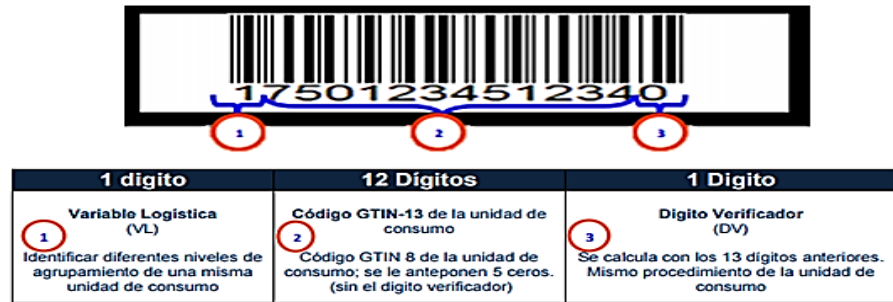 17501234512340
1 2 3
1 digito 12 Dígitos 1 Digito
Variable Logística
(VL)
1
Identificar diferentes niveles de
agrupamiento de una misma
unidad de consumo
Código GTIN-13 de la unidad de
consumo
2
Código GTIN 8 de la unidad de
consumo; se le anteponen 5 ceros.
(sin el digito verificador)
Digito Verificador
(DV)
3
Se calcula con los 13 dígitos anteriores.
Mismo procedimiento de la unidad de
consumo